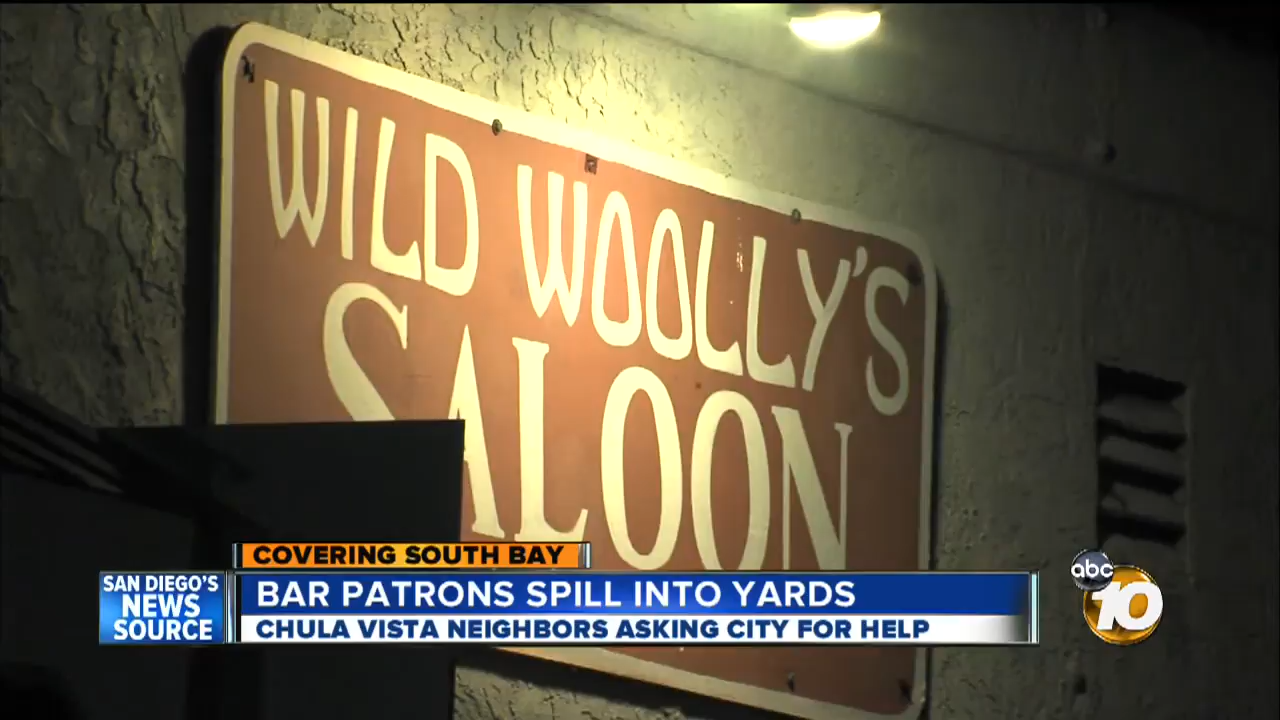 WILD WOOLLY'S
SALOON
COVERING SOUTH BAY
SAN DIEGO'S
NEWS
SOURCE
BAR PATRONS SPILL INTO YARDS
CHULA VISTA NEIGHBORS ASKING CITY FOR HELP
abc
10